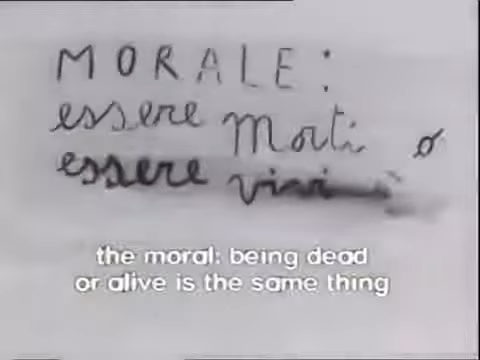 MORALE:
essere morti o
essere vivi
the moral: being dead
or alive is the same thing